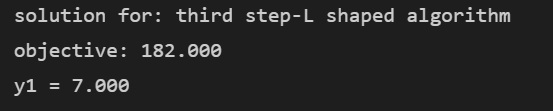 solution for: third step-L shaped algorithm
objective: 182.000
y1 = 7.000